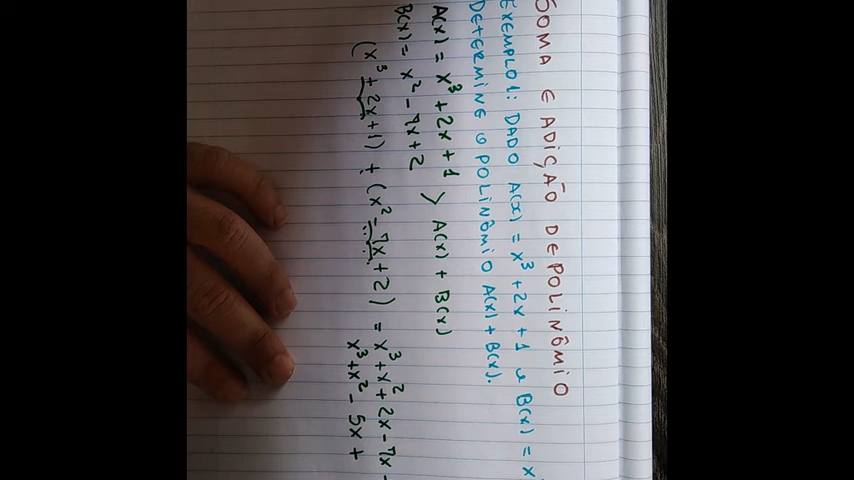 SOMA E ADIÇÃO DE POLINÔMIO
EXEMPLO 1: DADO A(x) = x³ + 2x + 1 e B(x) = x
DETERMINE O POLINÔMIO A(x) + B(x).
A(x) = x³ + 2x + 1 > A(x) + B(x)
B(x) = x² - 7x + 2
(x³ + 2x + 1) + (x² - 7x + 2) = x³ + x² + 2x - 7x
x³ + x² - 5x +